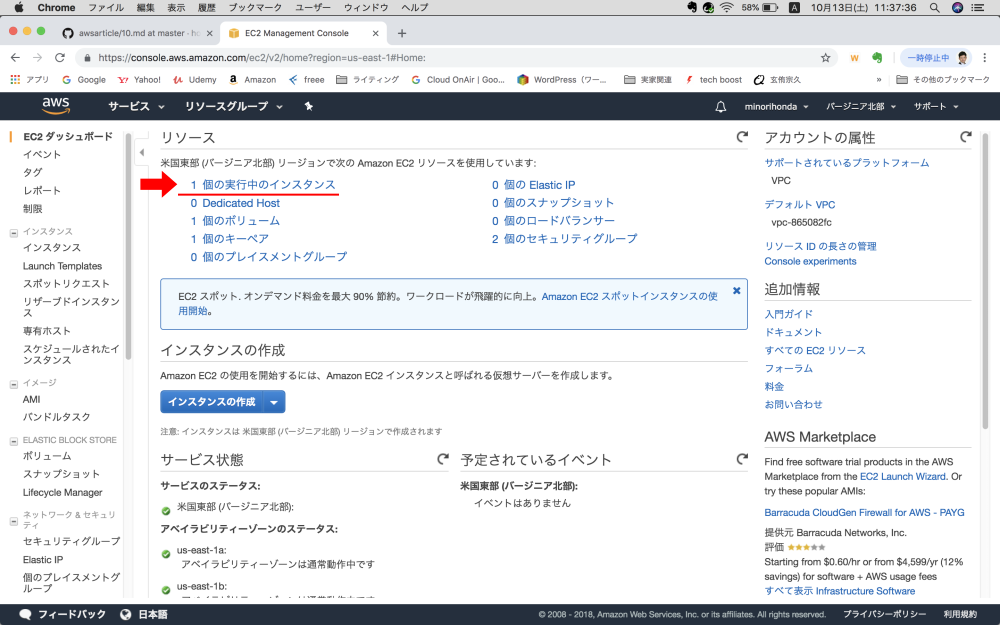 Chrome ファイル 編集 表示 履歴 ブックマーク ユーザー ウィンドウ ヘルプ 58% A 10月13日(土) 11:37:36
awsarticle/10.md at master · ho
EC2 Management Console
https://console.aws.amazon.com/ec2/v2/home?region=us-east-1#Home:
一時停止中
アプリ Google Yahoo! Udemy Amazon freee ライティング Cloud OnAir | Goo... WordPress（ワー... 実家関連 tech boost 玄侑宗久 » その他のブックマーク
aws サービス リソースグループ minorihonda バージニア北部 サポート
EC2 ダッシュボード
イベント
タグ
レポート
制限
インスタンス
インスタンス
Launch Templates
スポットリクエスト
リザーブドインスタン
ス
専有ホスト
スケジュールされたイ
ンスタンス
イメージ
AMI
バンドルタスク
ELASTIC BLOCK STORE
ボリューム
スナップショット
Lifecycle Manager
ネットワーク & セキュリ
ティ
セキュリティグループ
Elastic IP
個のプレイスメントグ
ループ
リソース
米国東部 (バージニア北部) リージョンで次の Amazon EC2 リソースを使用しています:
1 個の実行中のインスタンス
0 Dedicated Host
1 個のボリューム
1 個のキーペア
0 個のプレイスメントグループ
0 個の Elastic IP
0 個のスナップショット
0 個のロードバランサー
2 個のセキュリティグループ
EC2 スポット. オンデマンド料金を最大 90% 節約。ワークロードが飛躍的に向上。Amazon EC2 スポットインスタンスの使
用開始。
インスタンスの作成
Amazon EC2 の使用を開始するには、Amazon EC2 インスタンスと呼ばれる仮想サーバーを作成します。
インスタンスの作成
注意: インスタンスは 米国東部 (バージニア北部) リージョンで作成されます
サービス状態
サービスのステータス:
米国東部 (バージニア北部):
アベイラビリティーゾーンのステータス:
us-east-1a:
アベイラビリティーゾーンは通常動作中です
us-east-1b:
アベイラビリティーゾーンは通常動作中です
予定されているイベント
米国東部 (バージニア北部):
イベントはありません
アカウントの属性
サポートされているプラットフォーム
VPC
デフォルト VPC
vpc-865082fc
リソース ID の長さの管理
Console experiments
追加情報
入門ガイド
ドキュメント
すべての EC2 リソース
フォーラム
料金
お問い合わせ
AWS Marketplace
Find free software trial products in the AWS
Marketplace from the EC2 Launch Wizard. Or
try these popular AMIs:
Barracuda CloudGen Firewall for AWS - PAYG
提供元 Barracuda Networks, Inc.
評価
Starting from $0.60/hr or from $4,599/yr (12%
savings) for software + AWS usage fees
すべて表示 Infrastructure Software
フィードバック 日本語 © 2008 - 2018, Amazon Web Services, Inc. or its affiliates. All rights reserved. プライバシーポリシー 利用規約